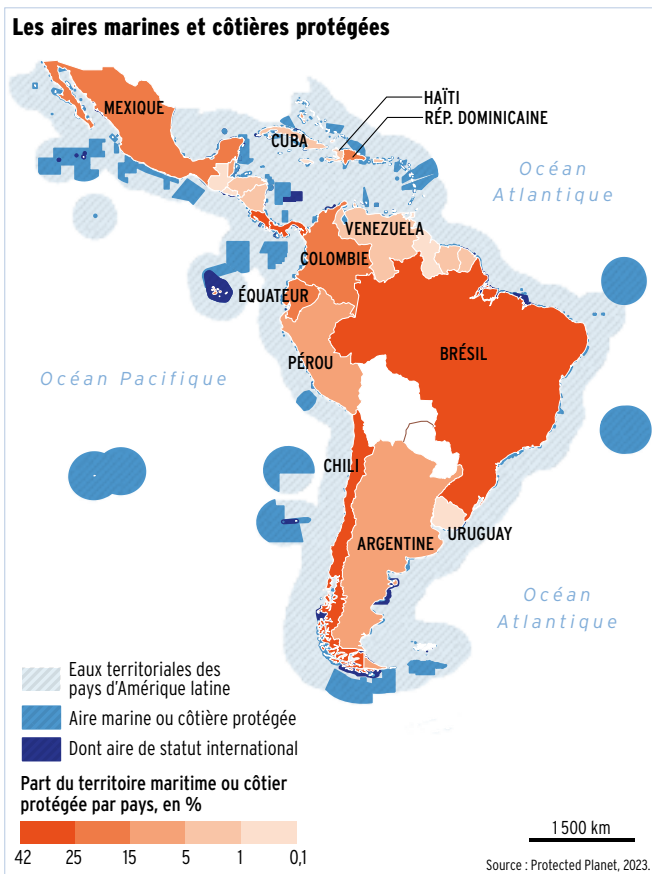 Les aires marines et côtières protégées
MEXIQUE
HAÏTI
RÉP. DOMINICAINE
CUBA
Océan
Atlantique
VENEZUELA
COLOMBIE
ÉQUATEUR
PÉROU
BRÉSIL
Océan Pacifique
CHILI
ARGENTINE
URUGUAY
Océan
Atlantique
Eaux territoriales des
pays d'Amérique latine
Aire marine ou côtière protégée
Dont aire de statut international
Part du territoire maritime ou côtier
protégée par pays, en %
42 25 15 5 1 0,1
1 500 km
Source : Protected Planet, 2023.